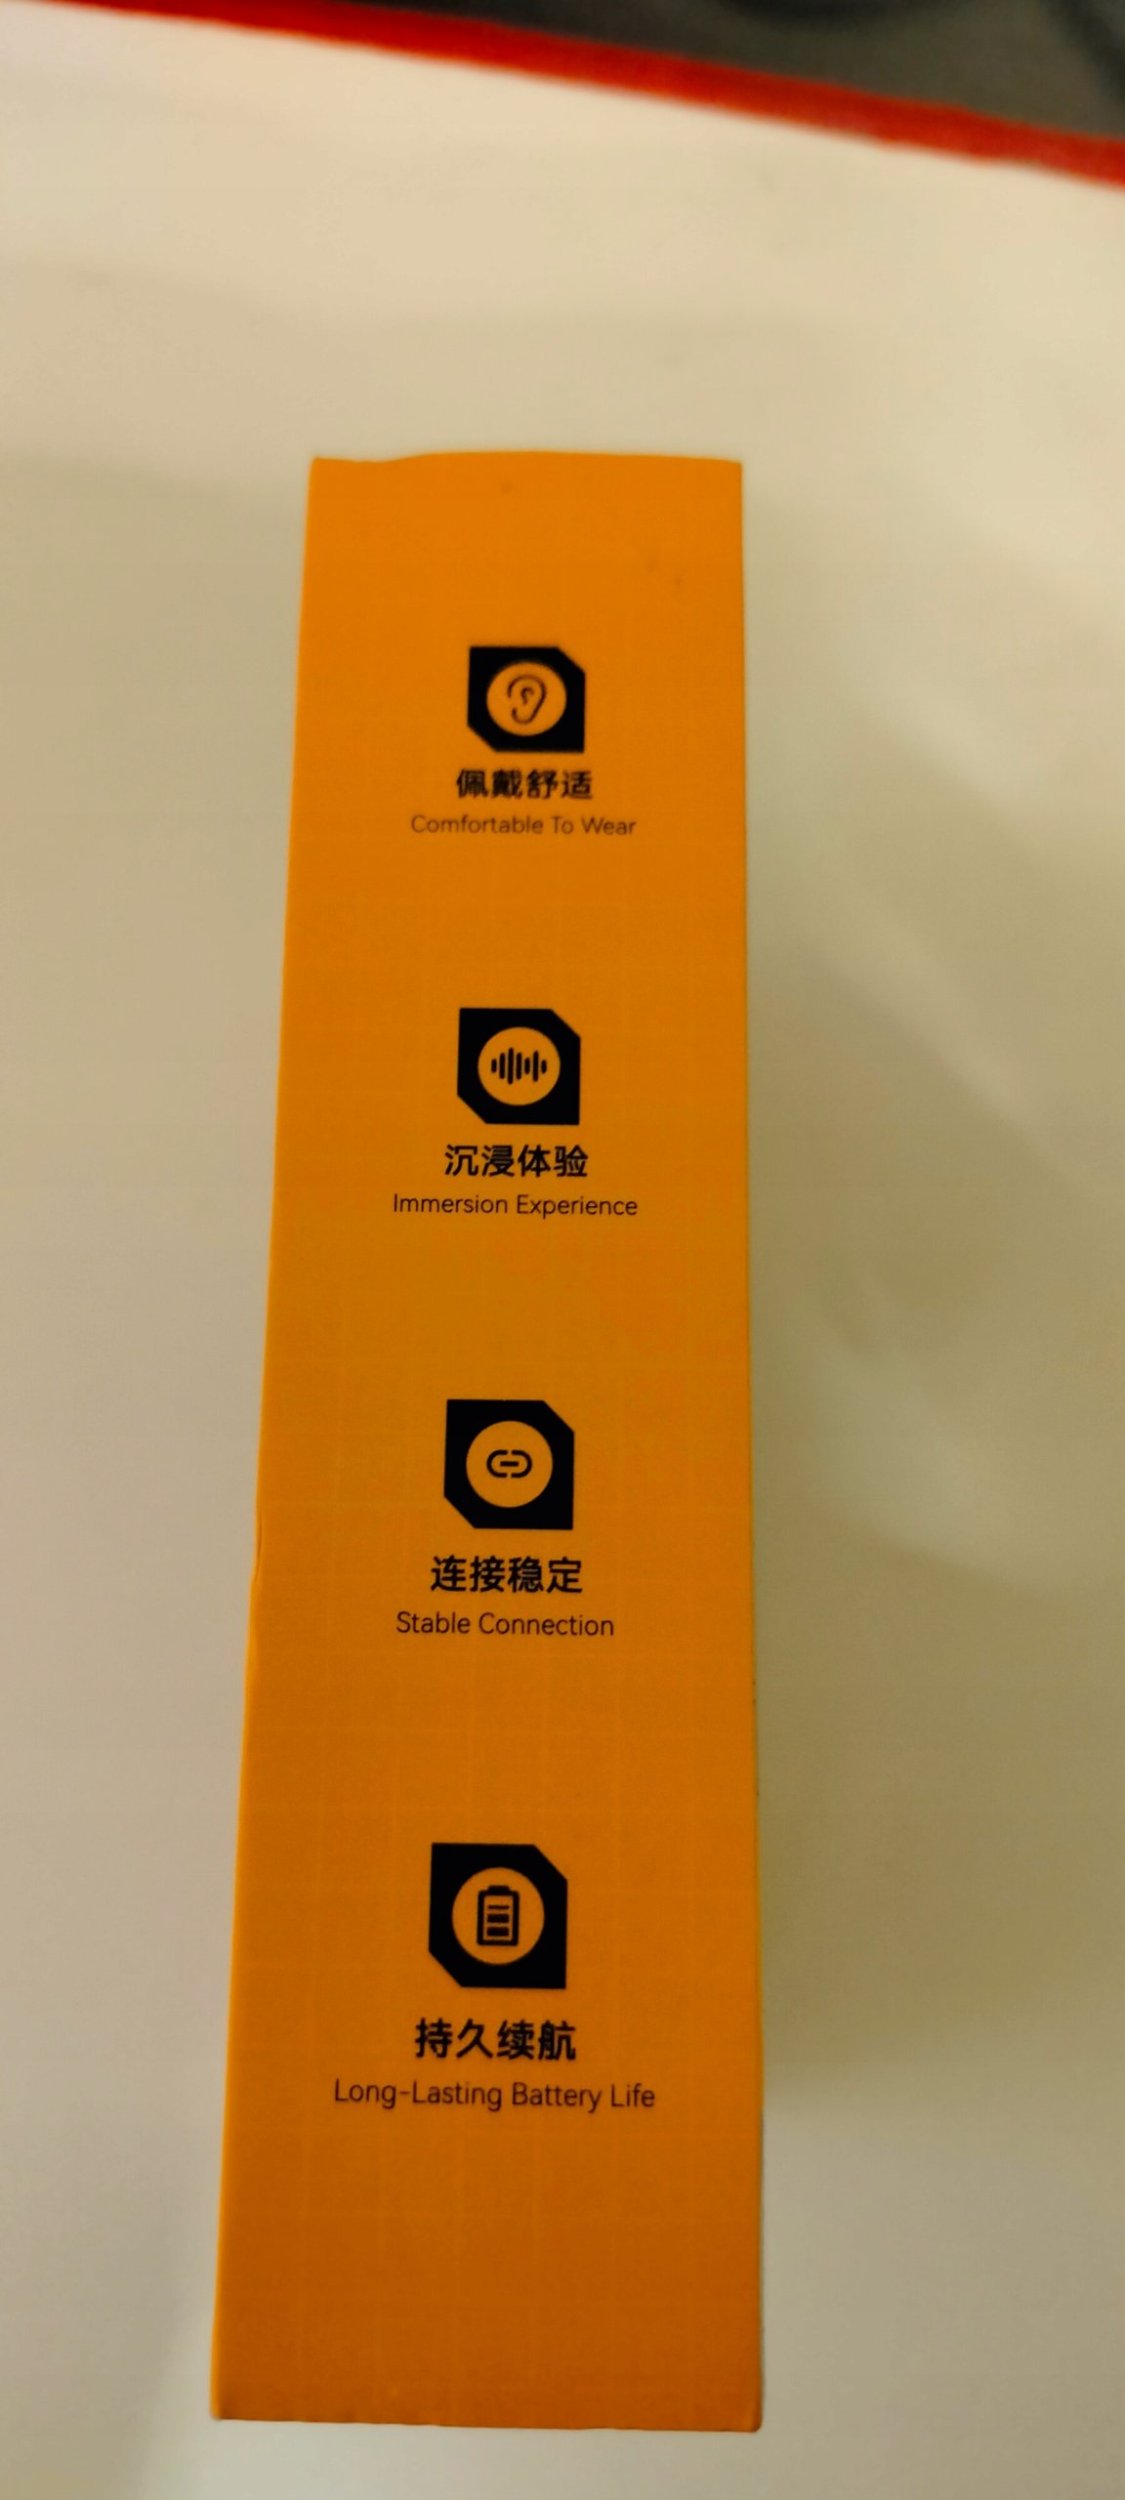 佩戴舒适
Comfortable To Wear
沉浸体验
Immersion Experience
连接稳定
Stable Connection
持久续航
Long-Lasting Battery Life